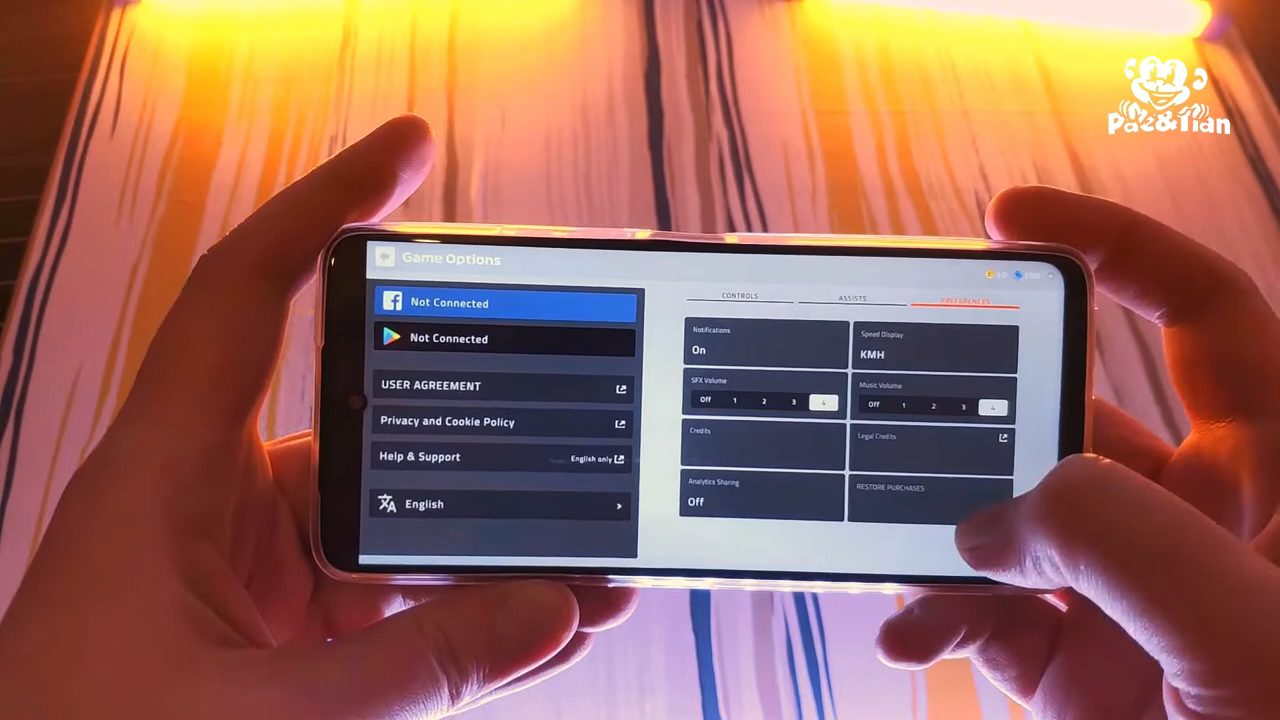 Pac&Tian
Game Options
Not Connected
Not Connected
USER AGREEMENT
Privacy and Cookie Policy
Help & Support
English only
English
CONTROLS
ASSISTS
PREFERENCES
Notifications
On
Speed Display
KMH
SFX Volume
Off 1 2 3 4
Music Volume
Off 1 2 3 4
Credits
Legal Credits
Analytics Sharing
Off
RESTORE PURCHASES